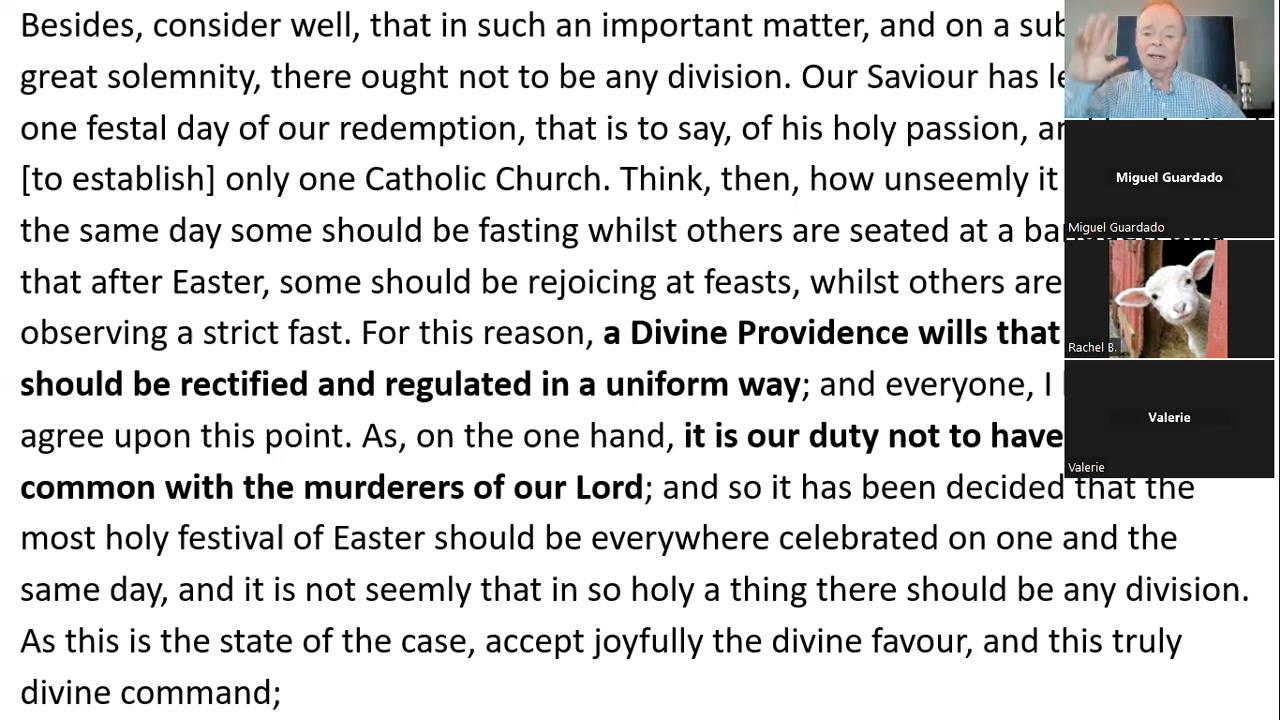 Besides, consider well, that in such an important matter, and on a sub
great solemnity, there ought not to be any division. Our Saviour has le
one festal day of our redemption, that is to say, of his holy passion, an
[to establish] only one Catholic Church. Think, then, how unseemly it
the same day some should be fasting whilst others are seated at a ba
that after Easter, some should be rejoicing at feasts, whilst others are
observing a strict fast. For this reason, a Divine Providence wills that
should be rectified and regulated in a uniform way; and everyone, I
agree upon this point. As, on the one hand, it is our duty not to have
common with the murderers of our Lord; and so it has been decided that the
most holy festival of Easter should be everywhere celebrated on one and the
same day, and it is not seemly that in so holy a thing there should be any division.
As this is the state of the case, accept joyfully the divine favour, and this truly
divine command;
Miguel Guardado
Miguel Guardado
Rachel B.
Valerie
Valerie